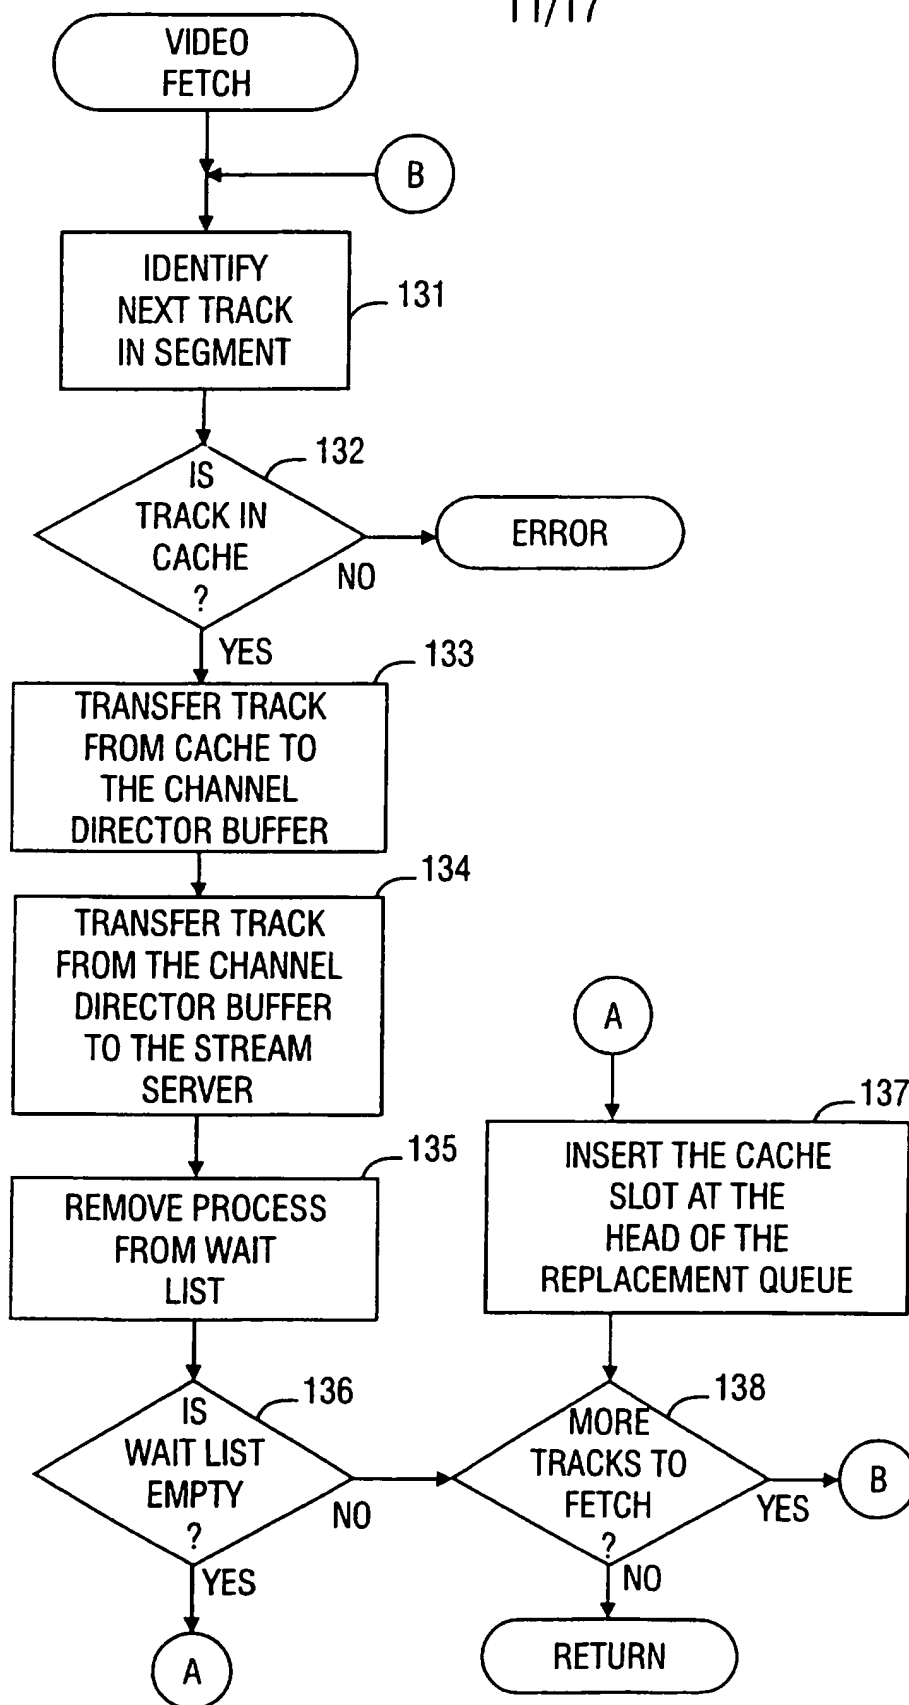 11/17
VIDEO
FETCH
B
IDENTIFY
NEXT TRACK
IN SEGMENT
131
132
IS
TRACK IN
CACHE
?
NO
ERROR
YES
133
TRANSFER TRACK
FROM CACHE TO
THE CHANNEL
DIRECTOR BUFFER
134
TRANSFER TRACK
FROM THE CHANNEL
DIRECTOR BUFFER
TO THE STREAM
SERVER
135
REMOVE PROCESS
FROM WAIT
LIST
136
IS
WAIT LIST
EMPTY
?
NO
YES
A
A
137
INSERT THE CACHE
SLOT AT THE
HEAD OF THE
REPLACEMENT QUEUE
138
MORE
TRACKS TO
FETCH
?
YES
B
NO
RETURN